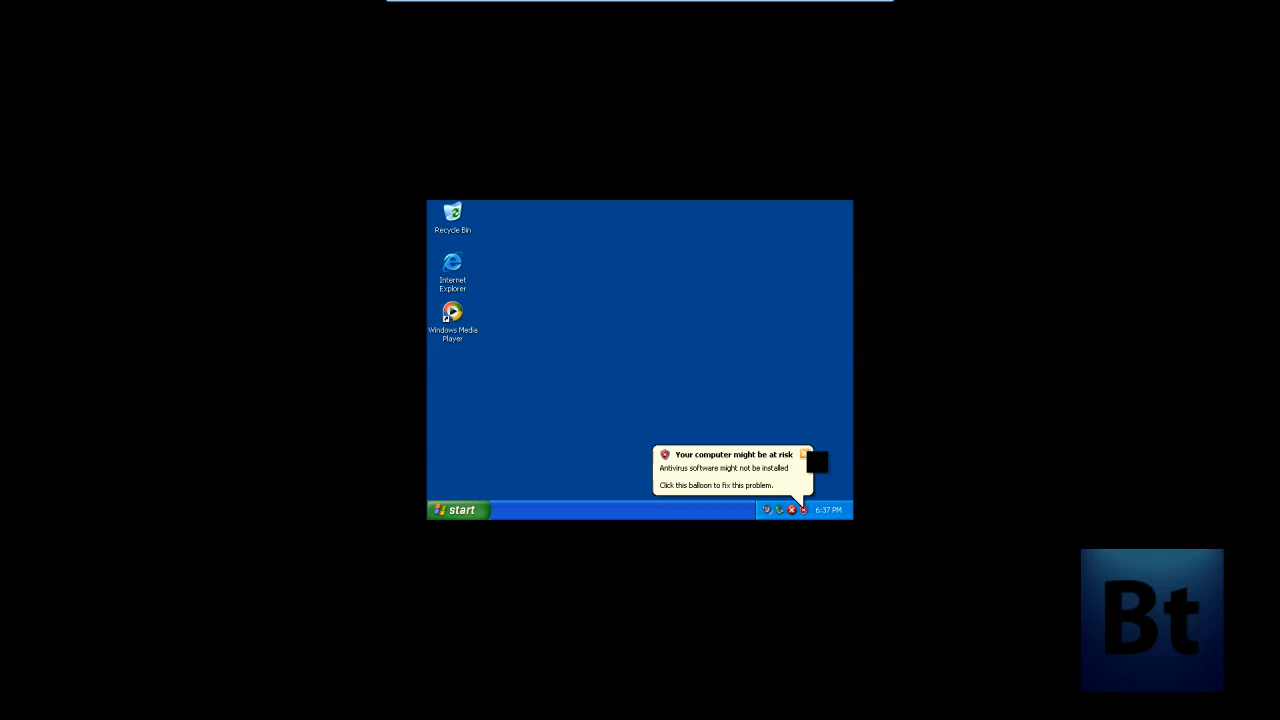 Recycle Bin
Internet
Explorer
Windows Media
Player
Your computer might be at risk
Antivirus software might not be installed
Click this balloon to fix this problem.
start
6:37 PM
Bt